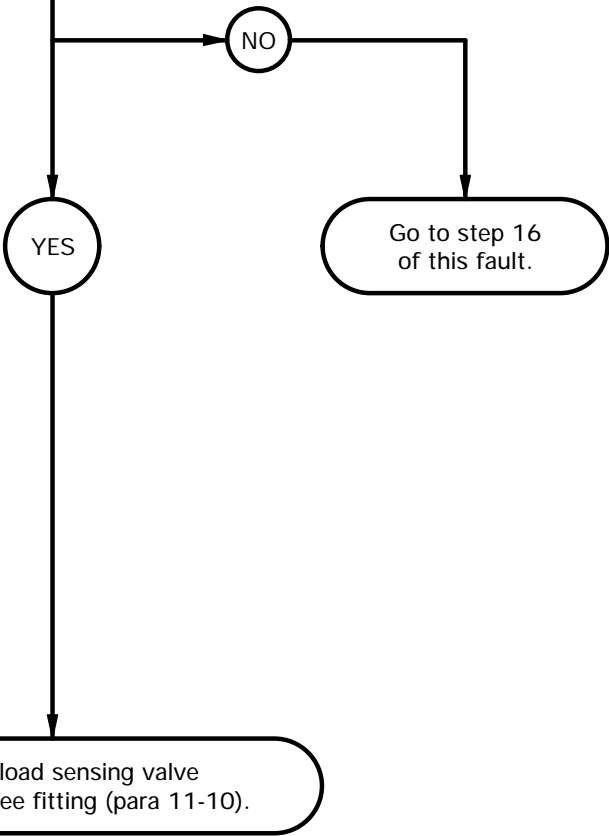 NO
YES
Go to step 16
of this fault.
load sensing valve
ee fitting (para 11-10).